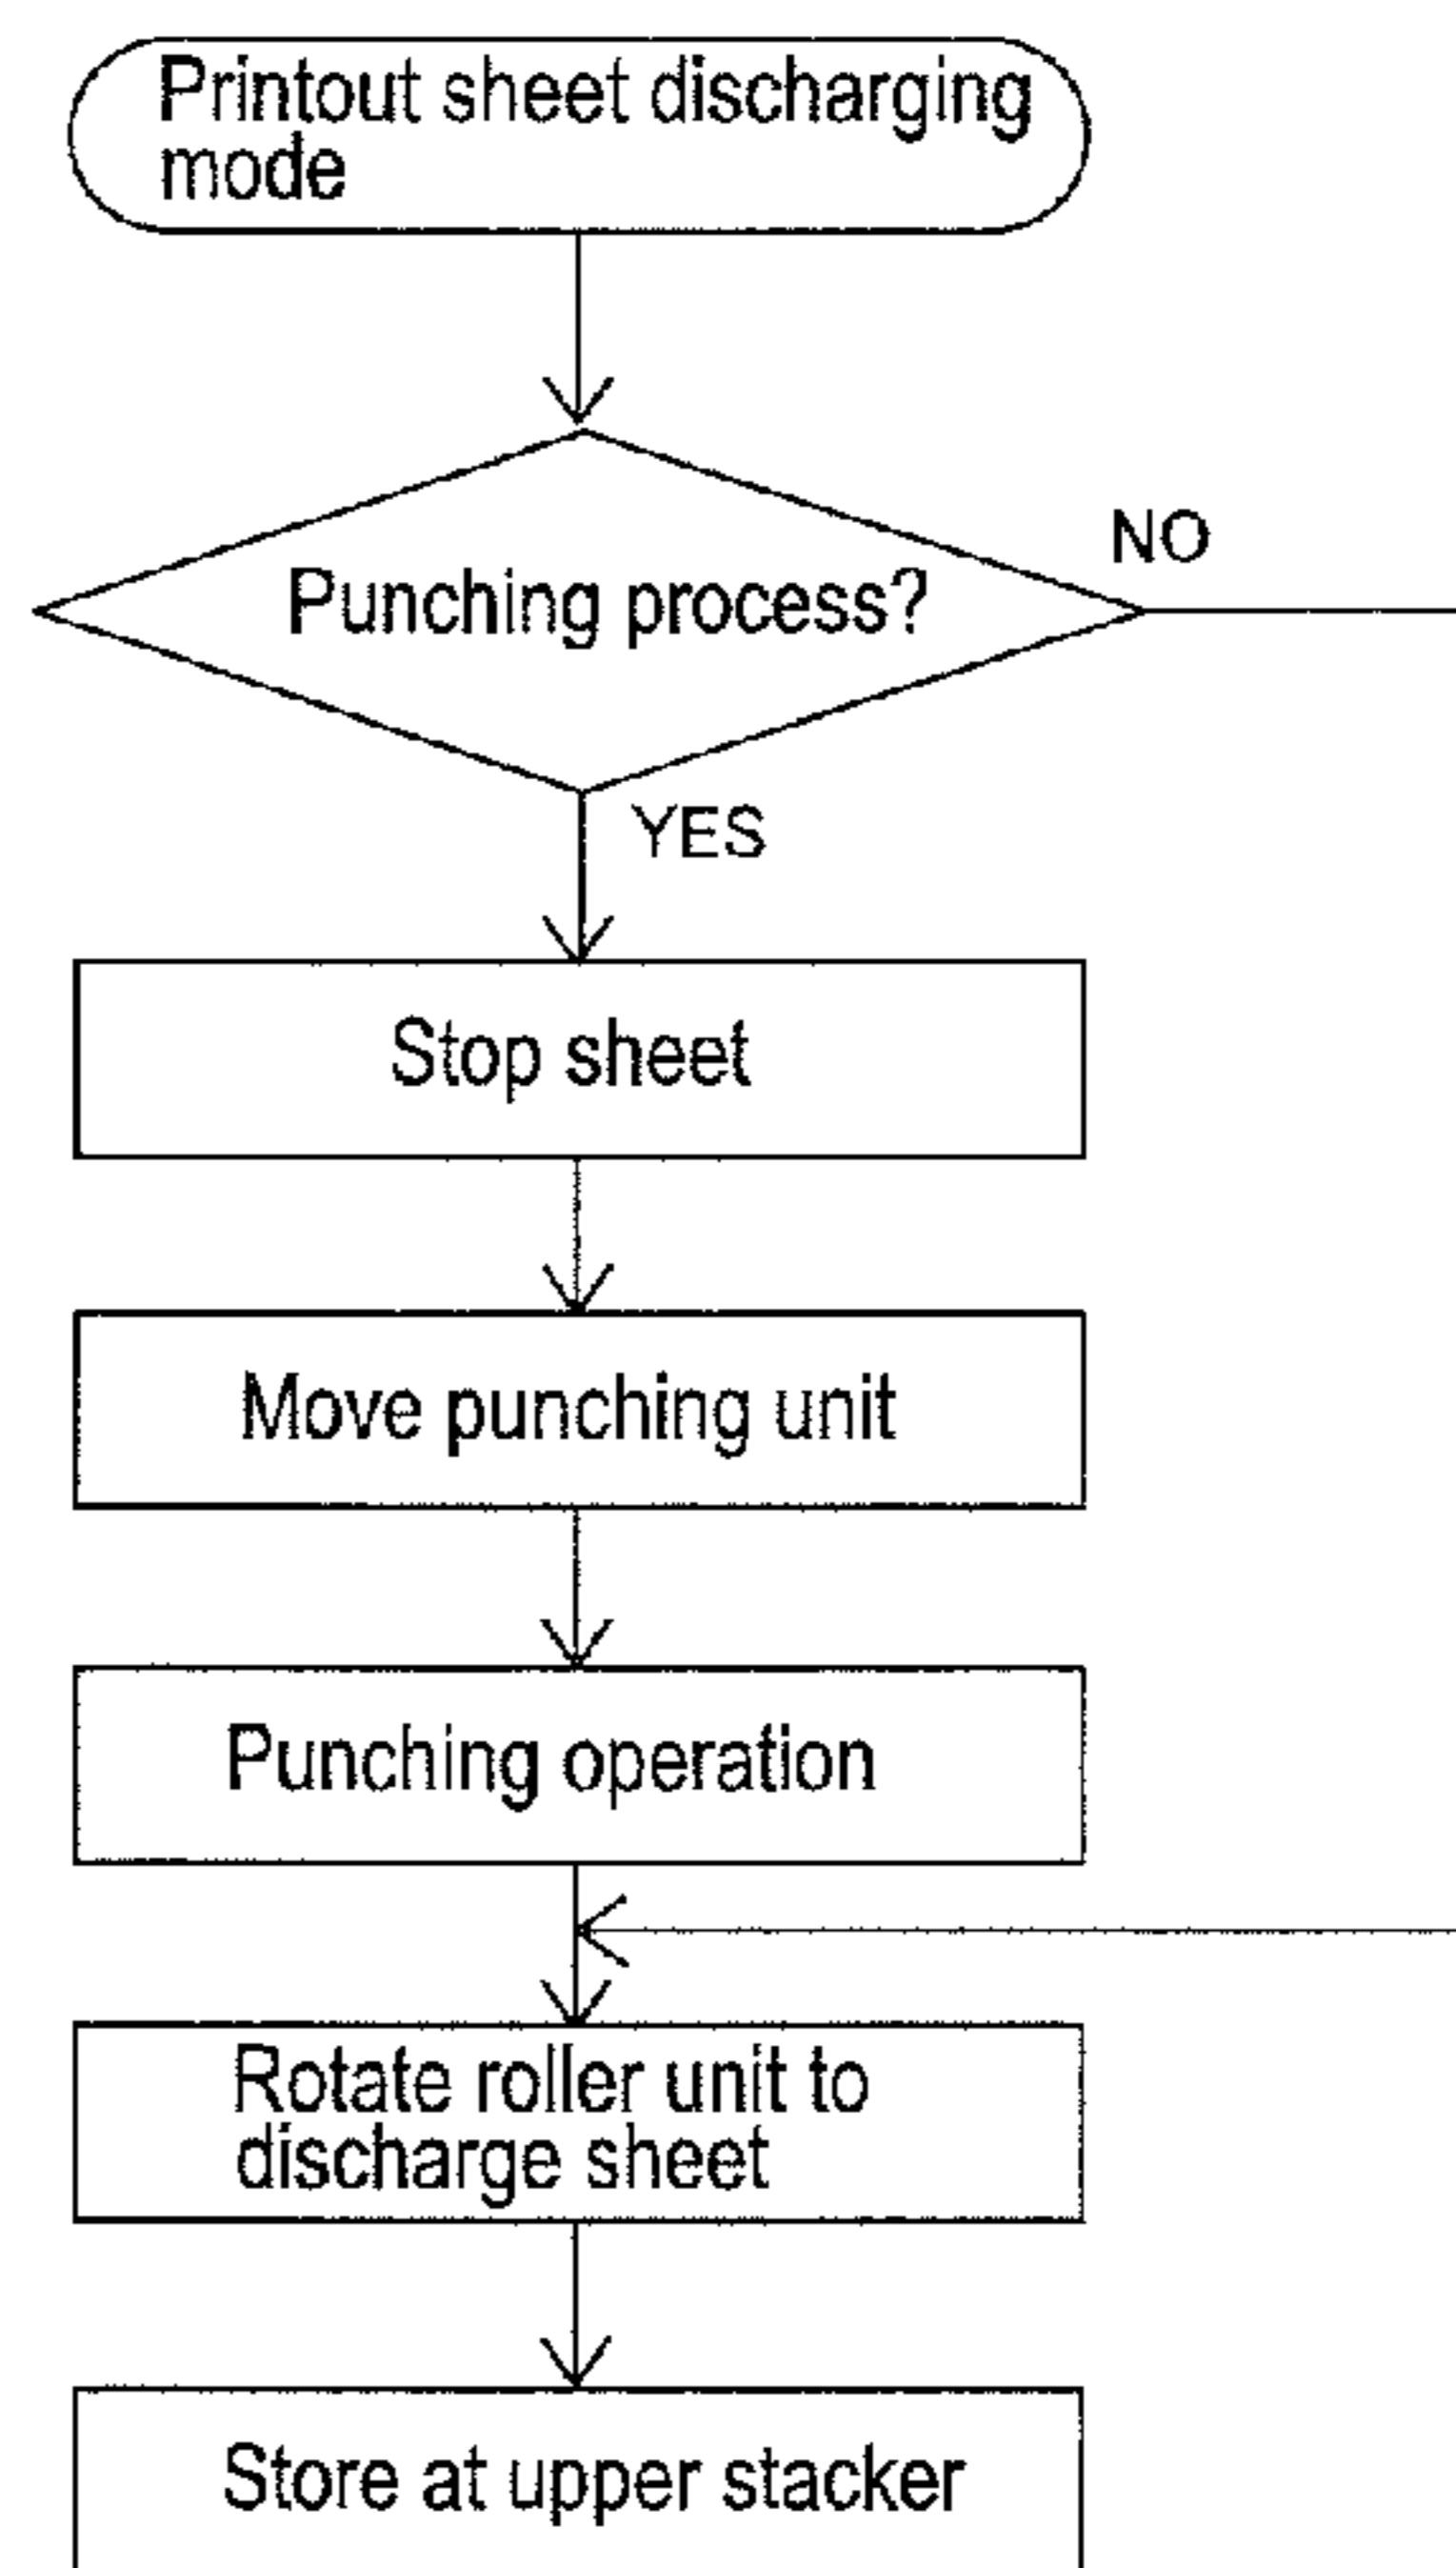 Printout sheet discharging
mode
Punching process?
NO
YES
Stop sheet
Move punching unit
Punching operation
Rotate roller unit to
discharge sheet
Store at upper stacker